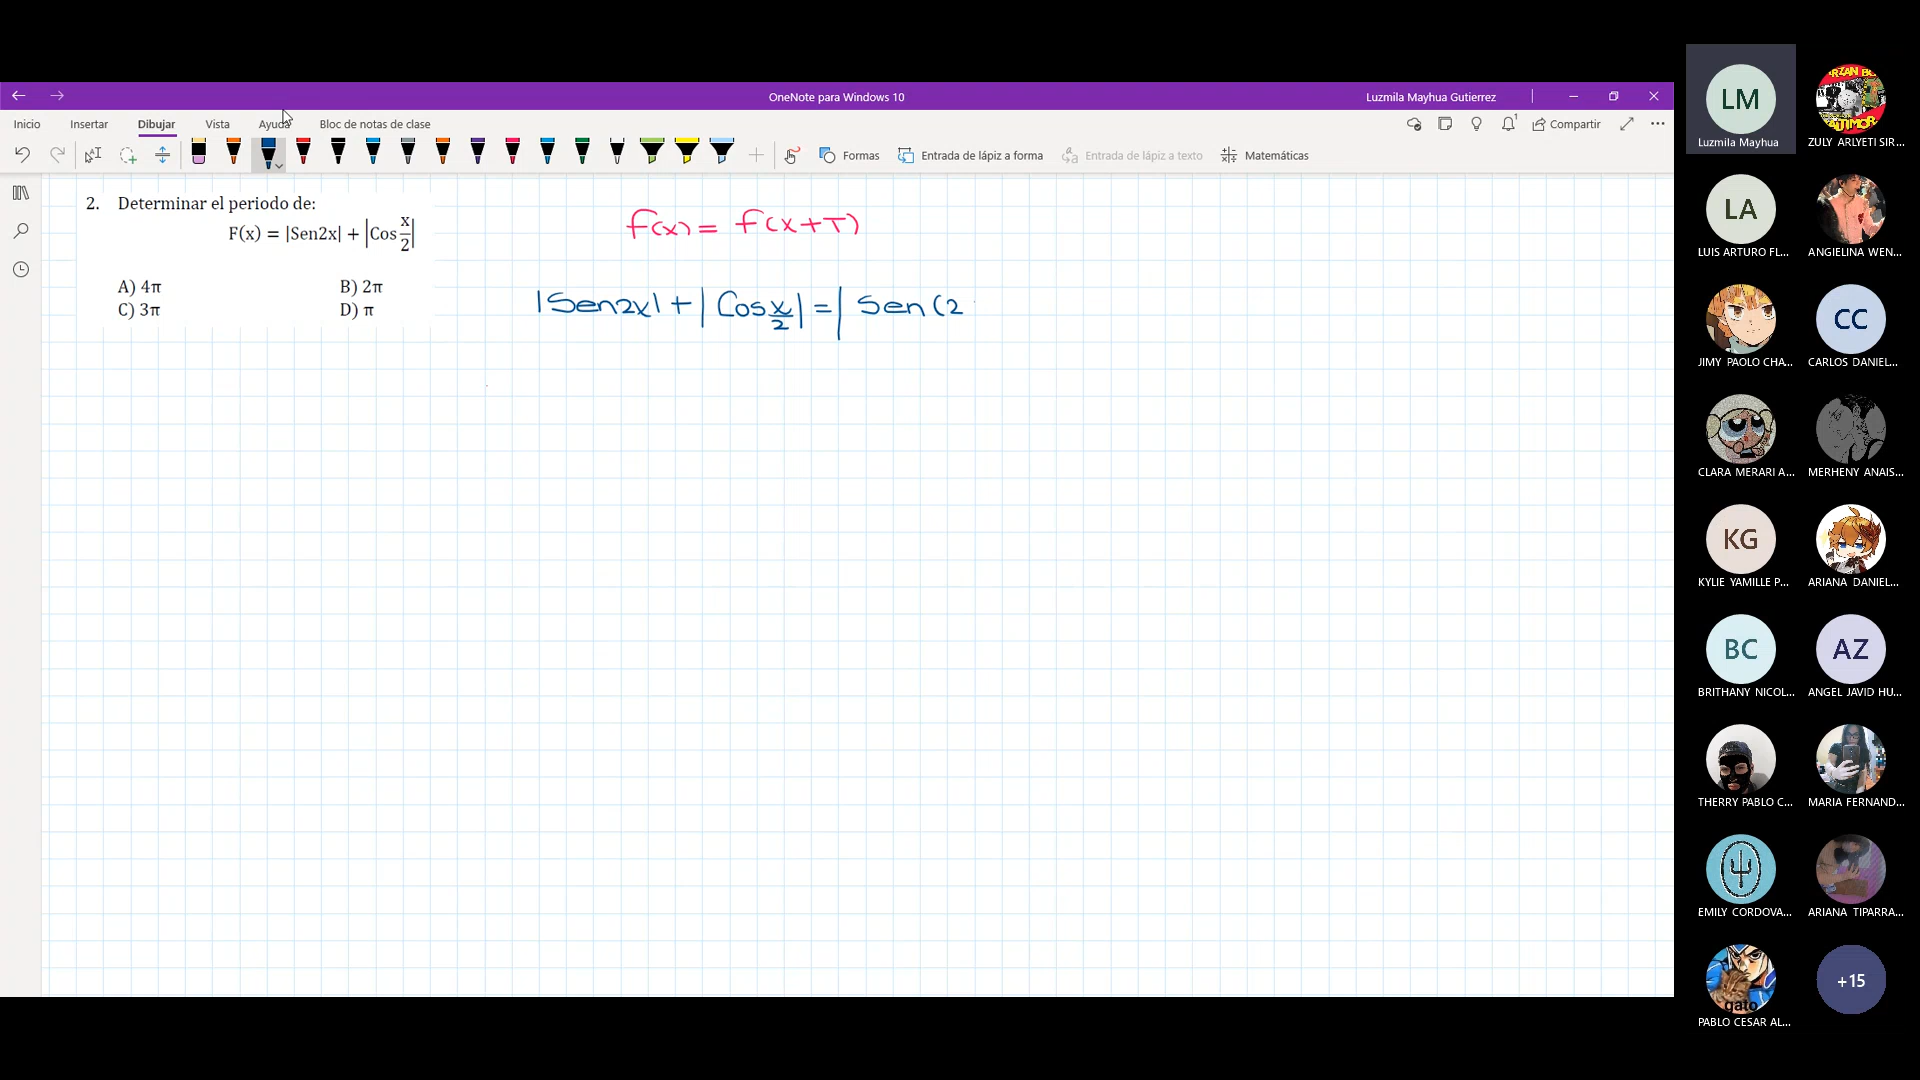 OneNote para Windows 10
Luzmila Mayhua Gutierrez
Inicio Insertar Dibujar Vista Ayuda Bloc de notas de clase
1 Compartir
Formas Entrada de lápiz a forma Entrada de lápiz a texto Matemáticas
2. Determinar el periodo de:
F(x) = |Sen2x| + |Cos x/2|
A) 4π B) 2π
C) 3π D) π
f(x) = f(x+T)
|Sen2x| + |Cos x/2| = | Sen (2
LM
Luzmila Mayhua
ZUNY ARLYETI SIR...
LA
LUIS ARTURO FL...
ANGIELINA WEN...
JIMY PAOLO CHA...
CC
CARLOS DANIEL...
CLARA MERARI A...
MERHENY ANAIS...
KG
KYLIE YAMILLE P...
ARIANA DANIEL...
BC
BRITHANY NICOL...
AZ
ANGEL JAVID HU...
THERRY PABLO C...
MARIA FERNAND...
EMILY CORDOVA...
ARIANA TIPARRA...
gato
PABLO CESAR AL...
+15